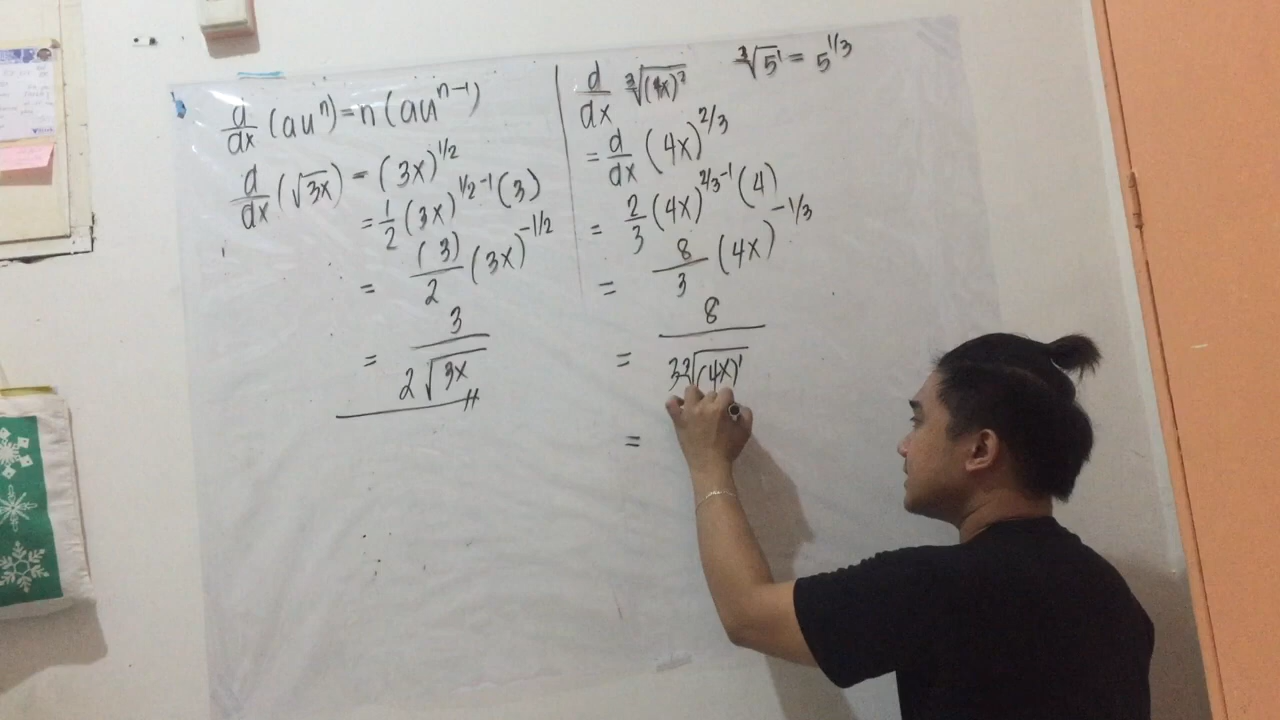 d/dx (au^n) = n(au^(n-1))
d/dx (√3x) = (3x)^(1/2)
= 1/2 (3x)^(1/2-1) (3)
= (3)/2 (3x)^(-1/2)
= 3/(2√3x)
d/dx ∛(4x)² ∛5¹ = 5^(1/3)
= d/dx (4x)^(2/3)
= 2/3 (4x)^(2/3-1) (4)
= 8/3 (4x)^(-1/3)
= 8/(3∛(4x)¹)
=